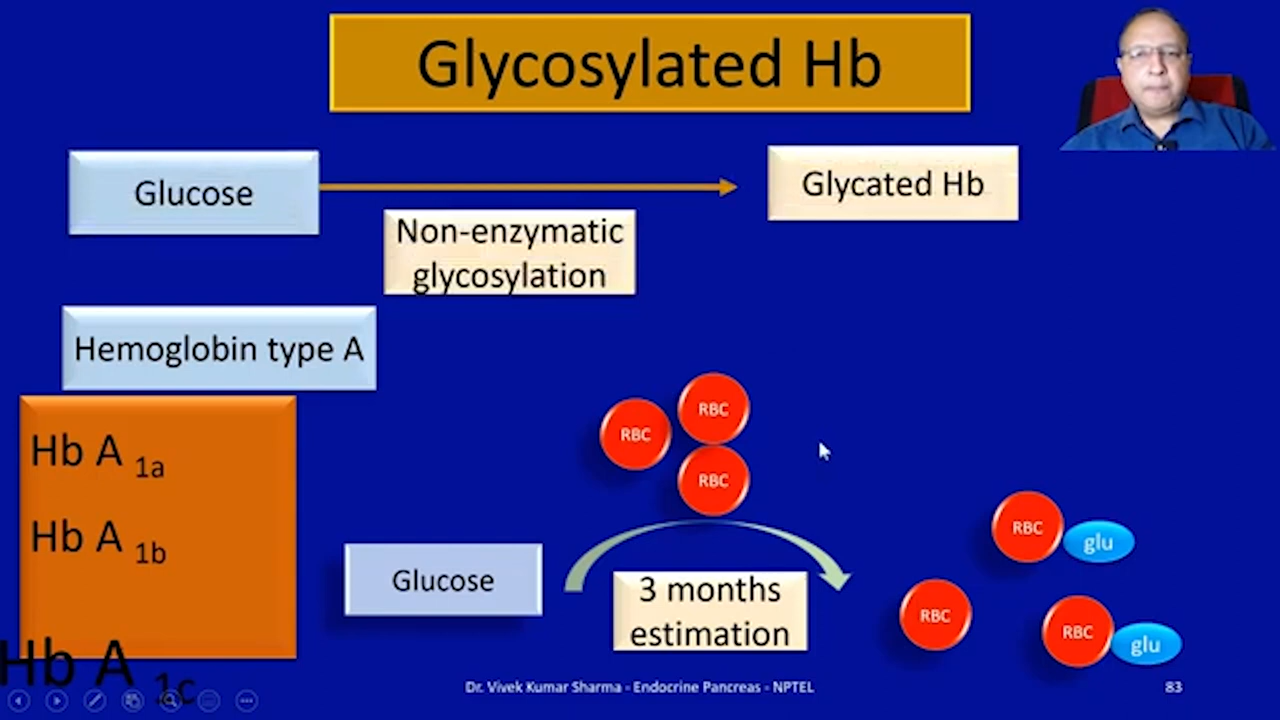 Glycosylated Hb
Glucose
Glycated Hb
Non-enzymatic
glycosylation
Hemoglobin type A
Hb A 1a
Hb A 1b
Hb A 1c
RBC
RBC
RBC
Glucose
3 months
estimation
RBC
glu
RBC
RBC
glu
Dr. Vivek Kumar Sharma - Endocrine Pancreas - NPTEL
83